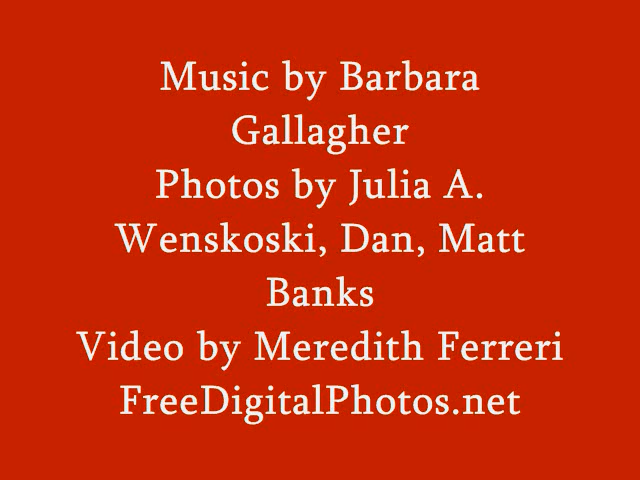 Music by Barbara
Gallagher
Photos by Julia A.
Wenskoski, Dan, Matt
Banks
Video by Meredith Ferreri
FreeDigitalPhotos.net